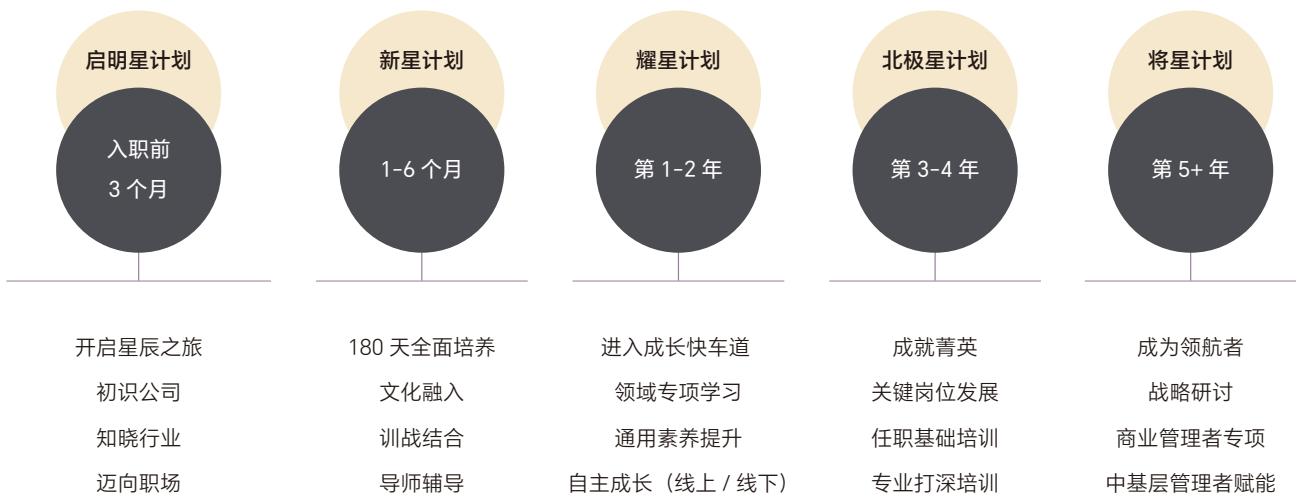 启明星计划
入职前
3 个月
开启星辰之旅
初识公司
知晓行业
迈向职场
新星计划
1-6 个月
180 天全面培养
文化融入
训战结合
导师辅导
耀星计划
第 1-2 年
进入成长快车道
领域专项学习
通用素养提升
自主成长（线上 / 线下）
北极星计划
第 3-4 年
成就菁英
关键岗位发展
任职基础培训
专业打深培训
将星计划
第 5+ 年
成为领航者
战略研讨
商业管理者专项
中基层管理者赋能